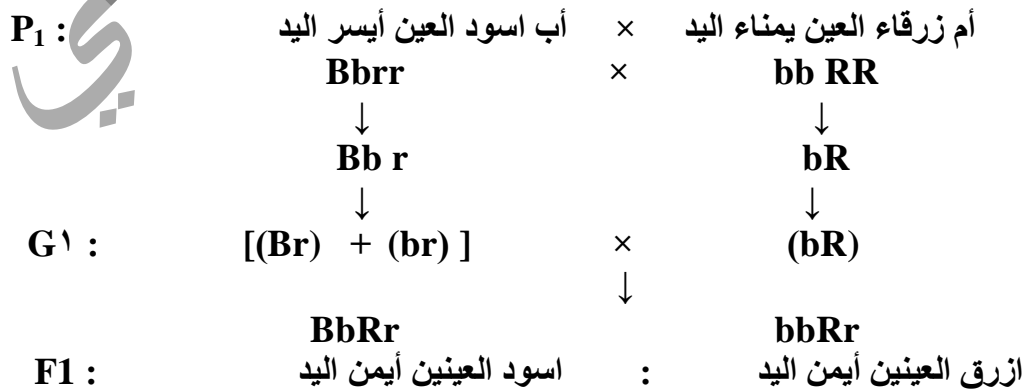 P1 : أم زرقاء العين يمناء اليد × أب اسود العين أيسر اليد
Bbrr × bb RR
↓ ↓
Bb r bR
↓ ↓
G١ : [(Br) + (br) ] × (bR)
↓
BbRr bbRr
F1 : اسود العينين أيمن اليد : ازرق العينين أيمن اليد